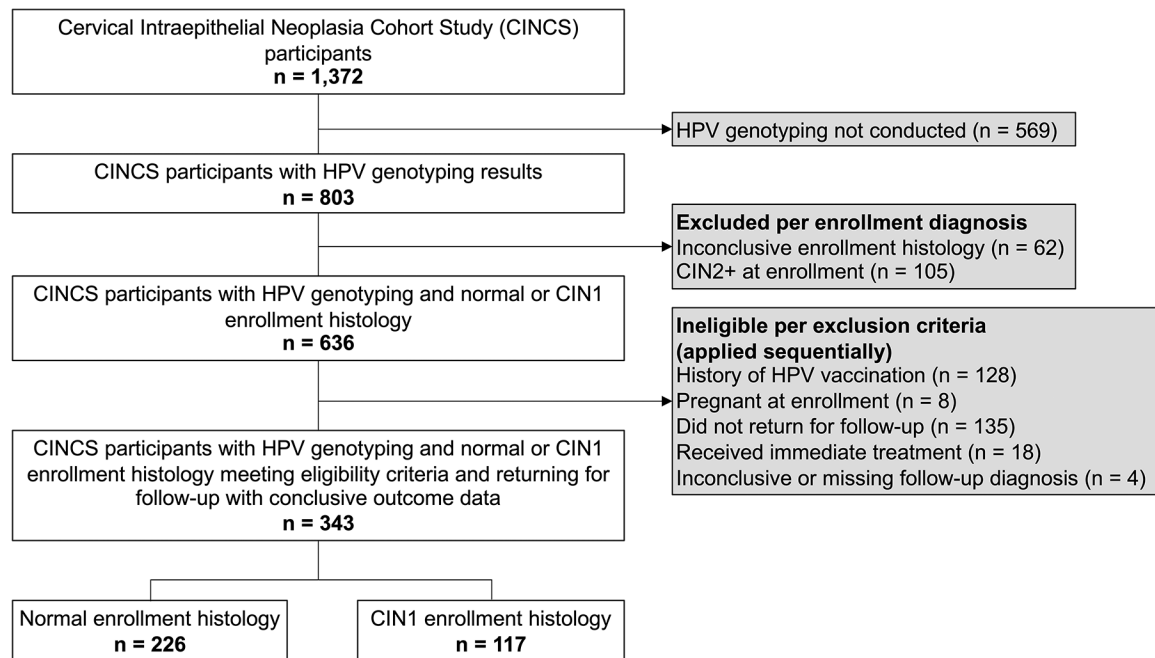 Cervical Intraepithelial Neoplasia Cohort Study (CINCS)
participants
n = 1,372
HPV genotyping not conducted (n = 569)
CINCS participants with HPV genotyping results
n = 803
Excluded per enrollment diagnosis
Inconclusive enrollment histology (n = 62)
CIN2+ at enrollment (n = 105)
CINCS participants with HPV genotyping and normal or CIN1
enrollment histology
n = 636
Ineligible per exclusion criteria
(applied sequentially)
History of HPV vaccination (n = 128)
Pregnant at enrollment (n = 8)
Did not return for follow-up (n = 135)
Received immediate treatment (n = 18)
Inconclusive or missing follow-up diagnosis (n = 4)
CINCS participants with HPV genotyping and normal or CIN1
enrollment histology meeting eligibility criteria and returning for
follow-up with conclusive outcome data
n = 343
Normal enrollment histology
n = 226
CIN1 enrollment histology
n = 117